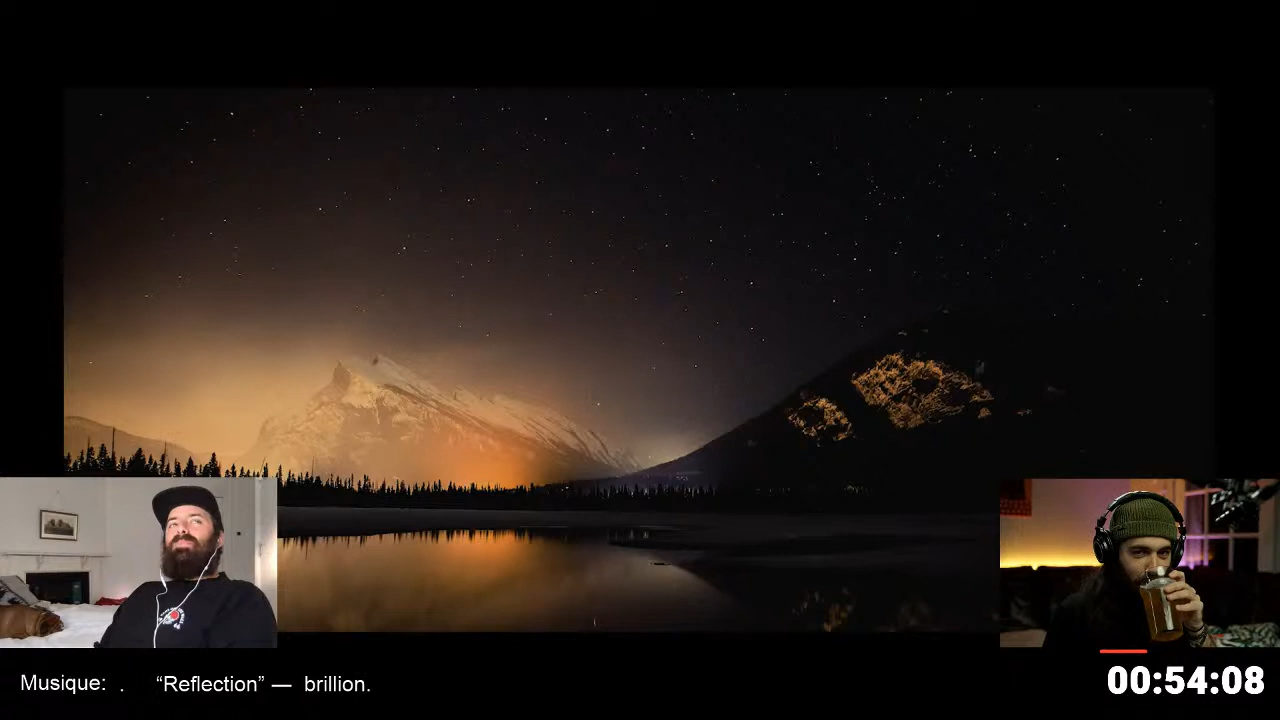 Musique: . “Reflection” — brillion.
00:54:08